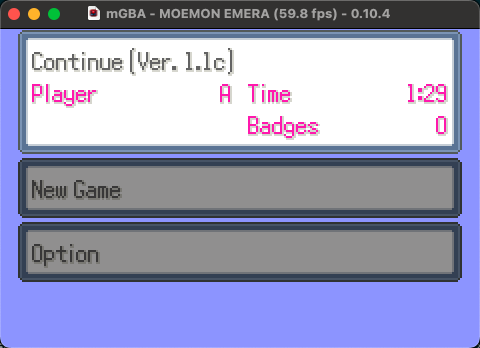 mGBA - MOEMON EMERA (59.8 fps) - 0.10.4
Continue (Ver. 1.1c)
Player A Time 1:29
Badges 0
New Game
Option